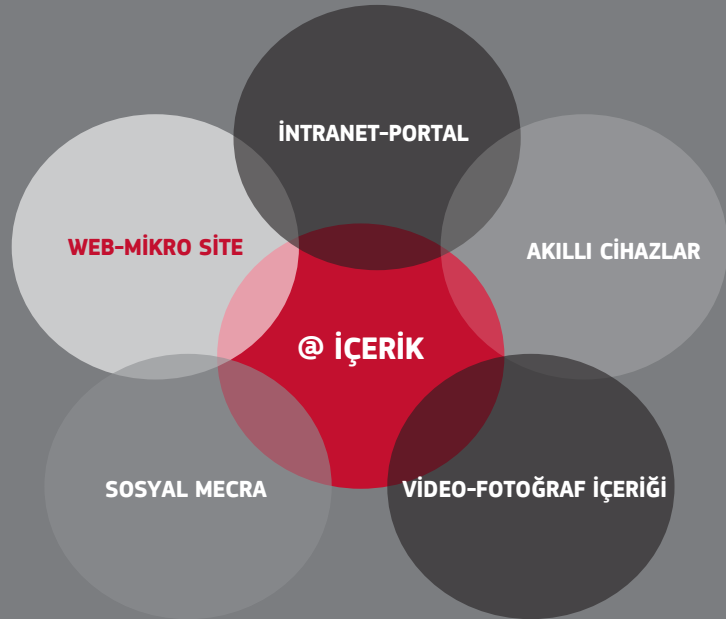 İNTRANET-PORTAL
WEB-MİKRO SİTE
AKILLI CİHAZLAR
@ İÇERİK
SOSYAL MECRA
VİDEO-FOTOĞRAF İÇERİĞİ